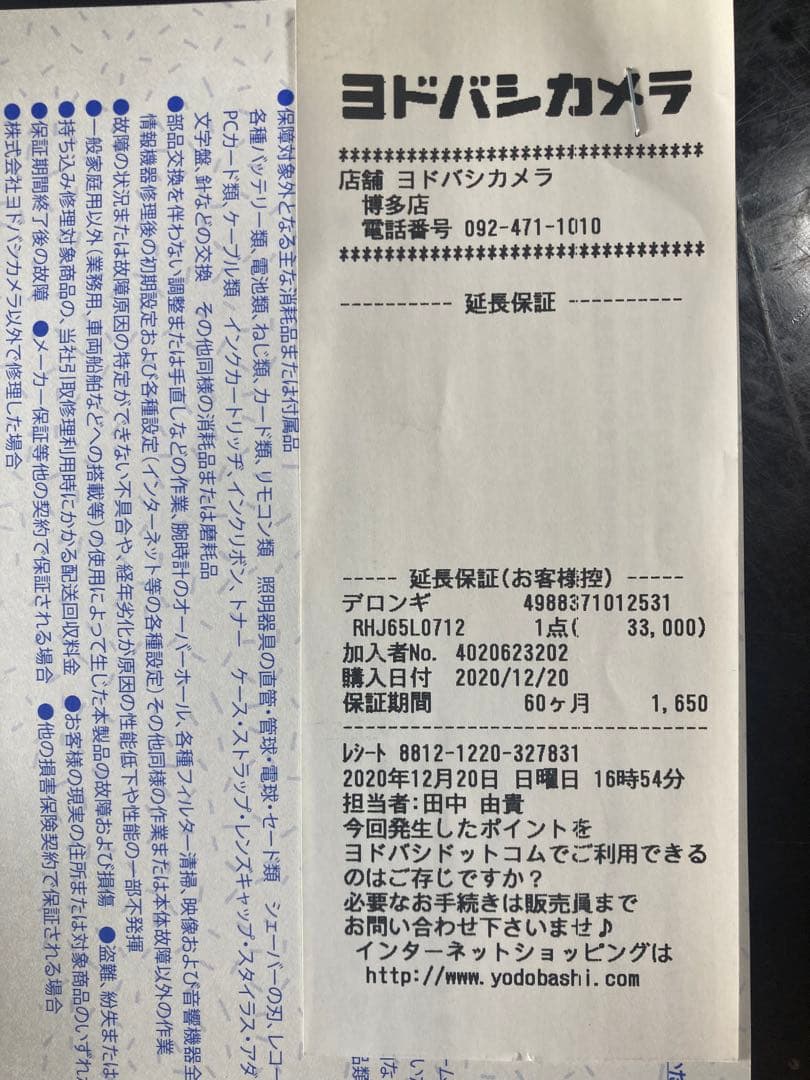 ヨドバシカメラ
********************************
店舗 ヨドバシカメラ
博多店
電話番号 092-471-1010
********************************
---------- 延長保証 ----------
----- 延長保証(お客様控) -----
デロンギ 4988371012531
RHJ65L0712 1点( 33,000)
加入者No. 4020623202
購入日付 2020/12/20
保証期間 60ヶ月 1,650
--------------------------------
ﾚｼｰﾄ 8812-1220-327831
2020年12月20日 日曜日 16時54分
担当者:田中 由貴
今回発生したポイントを
ヨドバシドットコムでご利用できる
のはご存じですか?
必要なお手続きは販売員まで
お問い合わせ下さいませ♪
インターネットショッピングは
http://www.yodobashi.com
●保障対象外となる主な消耗品または付属品
各種バッテリー類、電池類、ねじ類、カード類、リモコン類 照明器具の直管・管球・電球・セード類 シェーバーの刃、レコー
PCカード類、ケーブル類 インクカートリッヂ、インクリボン、トナー ケース・ストラップ・レンズキャップ・スタイラス・アダ
文字盤、針などの交換 その他同様の消耗品または磨耗品
●部品交換を伴わない調整または手直しなどの作業、腕時計のオーバーホール、各種フィルター清掃、映像および音響機器全
情報機器修理後の初期設定および各種設定(インターネット等の各種設定)その他同様の作業または本体故障以外の作業
●故障の状況または故障原因の特定ができない不具合や、経年劣化が原因の性能低下や性能の一部不発揮
●一般家庭用以外(業務用、車両船舶などへの搭載等)の使用によって生じた本製品の故障および損傷 ●盗難、紛失または
●持ち込み修理対象商品の、当社引取修理利用時にかかる配送回収料金 ●お客様の現実の住所または対象商品のいずれ
●保証期間終了後の故障 ●メーカー保証等他の契約で保証される場合 ●他の損害保険契約で保証される場合
●株式会社ヨドバシカメラ以外で修理した場合